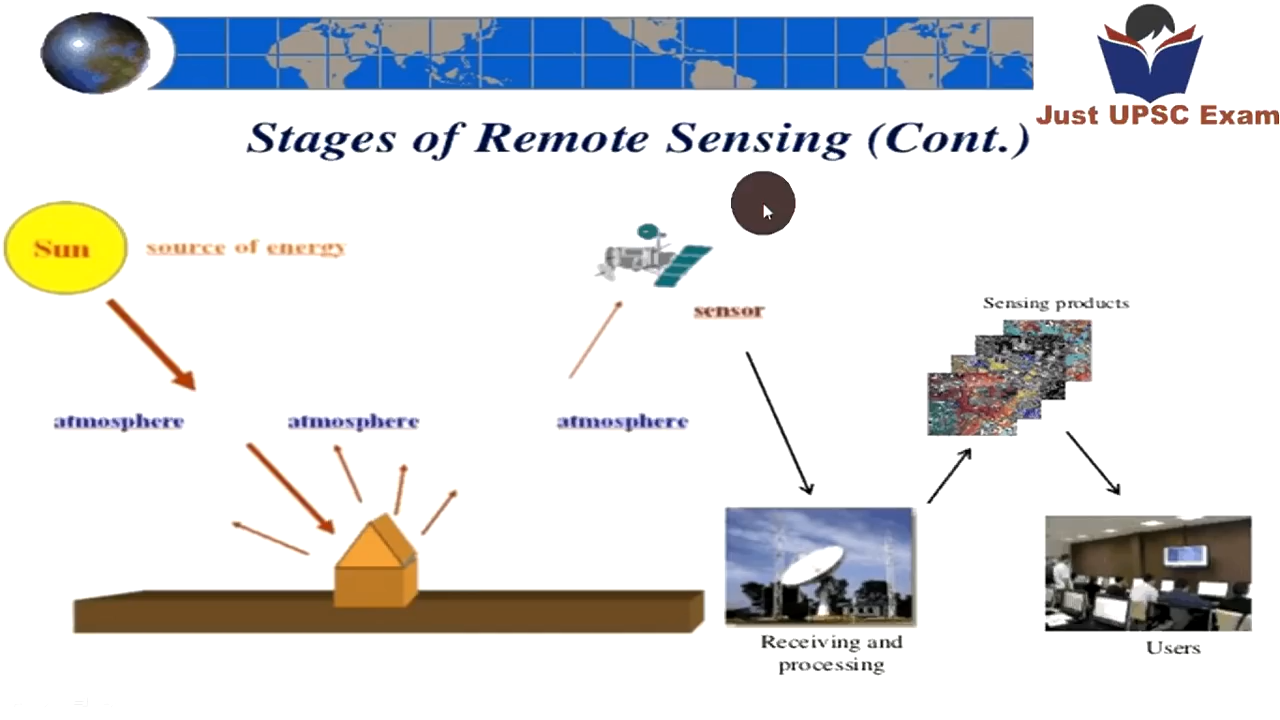 Just UPSC Exam
Stages of Remote Sensing (Cont.)
Sun
source of energy
sensor
Sensing products
atmosphere
atmosphere
atmosphere
Receiving and
processing
Users